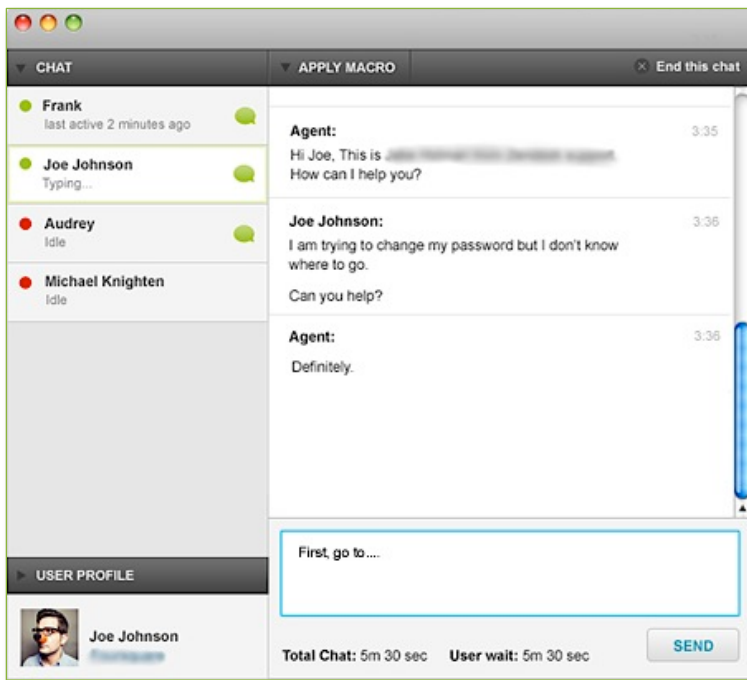 CHAT
APPLY MACRO
End this chat
Frank
last active 2 minutes ago
Joe Johnson
Typing...
Audrey
Idle
Michael Knighten
Idle
Agent:
3:35
Hi Joe, This is
How can I help you?
Joe Johnson:
3:36
I am trying to change my password but I don't know
where to go.
Can you help?
Agent:
3:36
Definitely.
First, go to....
USER PROFILE
Joe Johnson
Total Chat: 5m 30 sec
User wait: 5m 30 sec
SEND